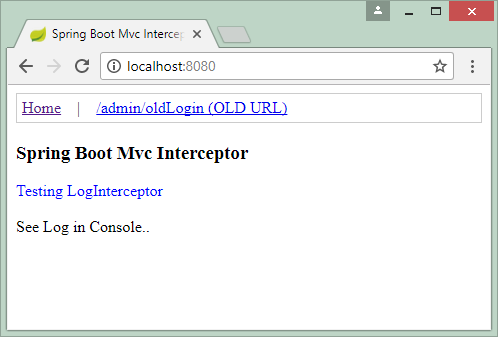 Spring Boot Mvc Intercep
localhost:8080
Home | /admin/oldLogin (OLD URL)
Spring Boot Mvc Interceptor
Testing LogInterceptor
See Log in Console..